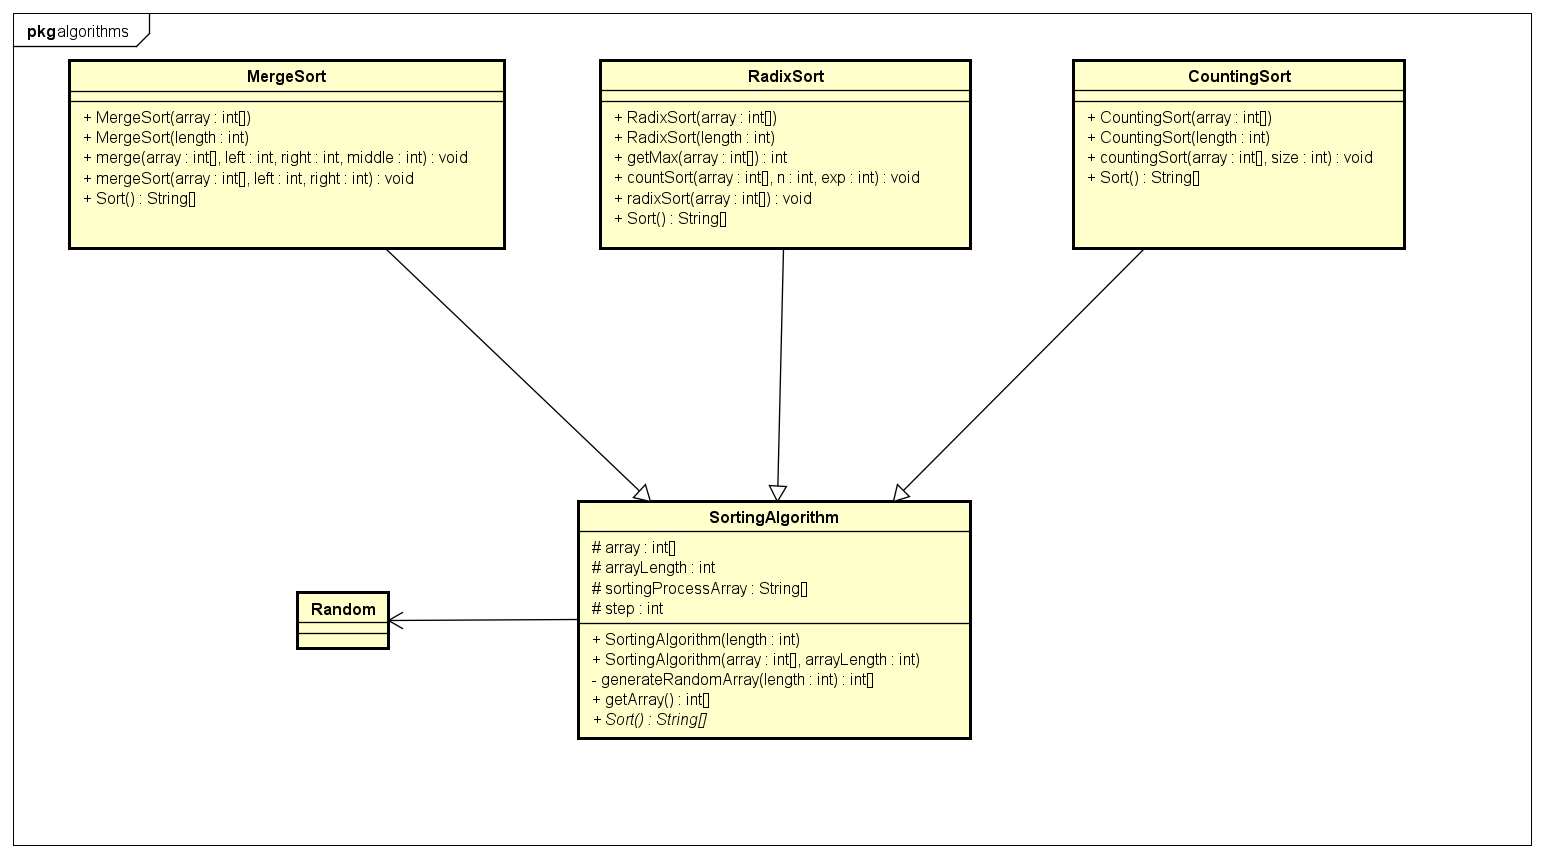 pkg algorithms
MergeSort
+ MergeSort(array : int[])
+ MergeSort(length : int)
+ merge(array : int[], left : int, right : int, middle : int) : void
+ mergeSort(array : int[], left : int, right : int) : void
+ Sort() : String[]
RadixSort
+ RadixSort(array : int[])
+ RadixSort(length : int)
+ getMax(array : int[]) : int
+ countSort(array : int[], n : int, exp : int) : void
+ radixSort(array : int[]) : void
+ Sort() : String[]
CountingSort
+ CountingSort(array : int[])
+ CountingSort(length : int)
+ countingSort(array : int[], size : int) : void
+ Sort() : String[]
SortingAlgorithm
# array : int[]
# arrayLength : int
# sortingProcessArray : String[]
# step : int
+ SortingAlgorithm(length : int)
+ SortingAlgorithm(array : int[], arrayLength : int)
- generateRandomArray(length : int) : int[]
+ getArray() : int[]
+ Sort() : String[]
Random